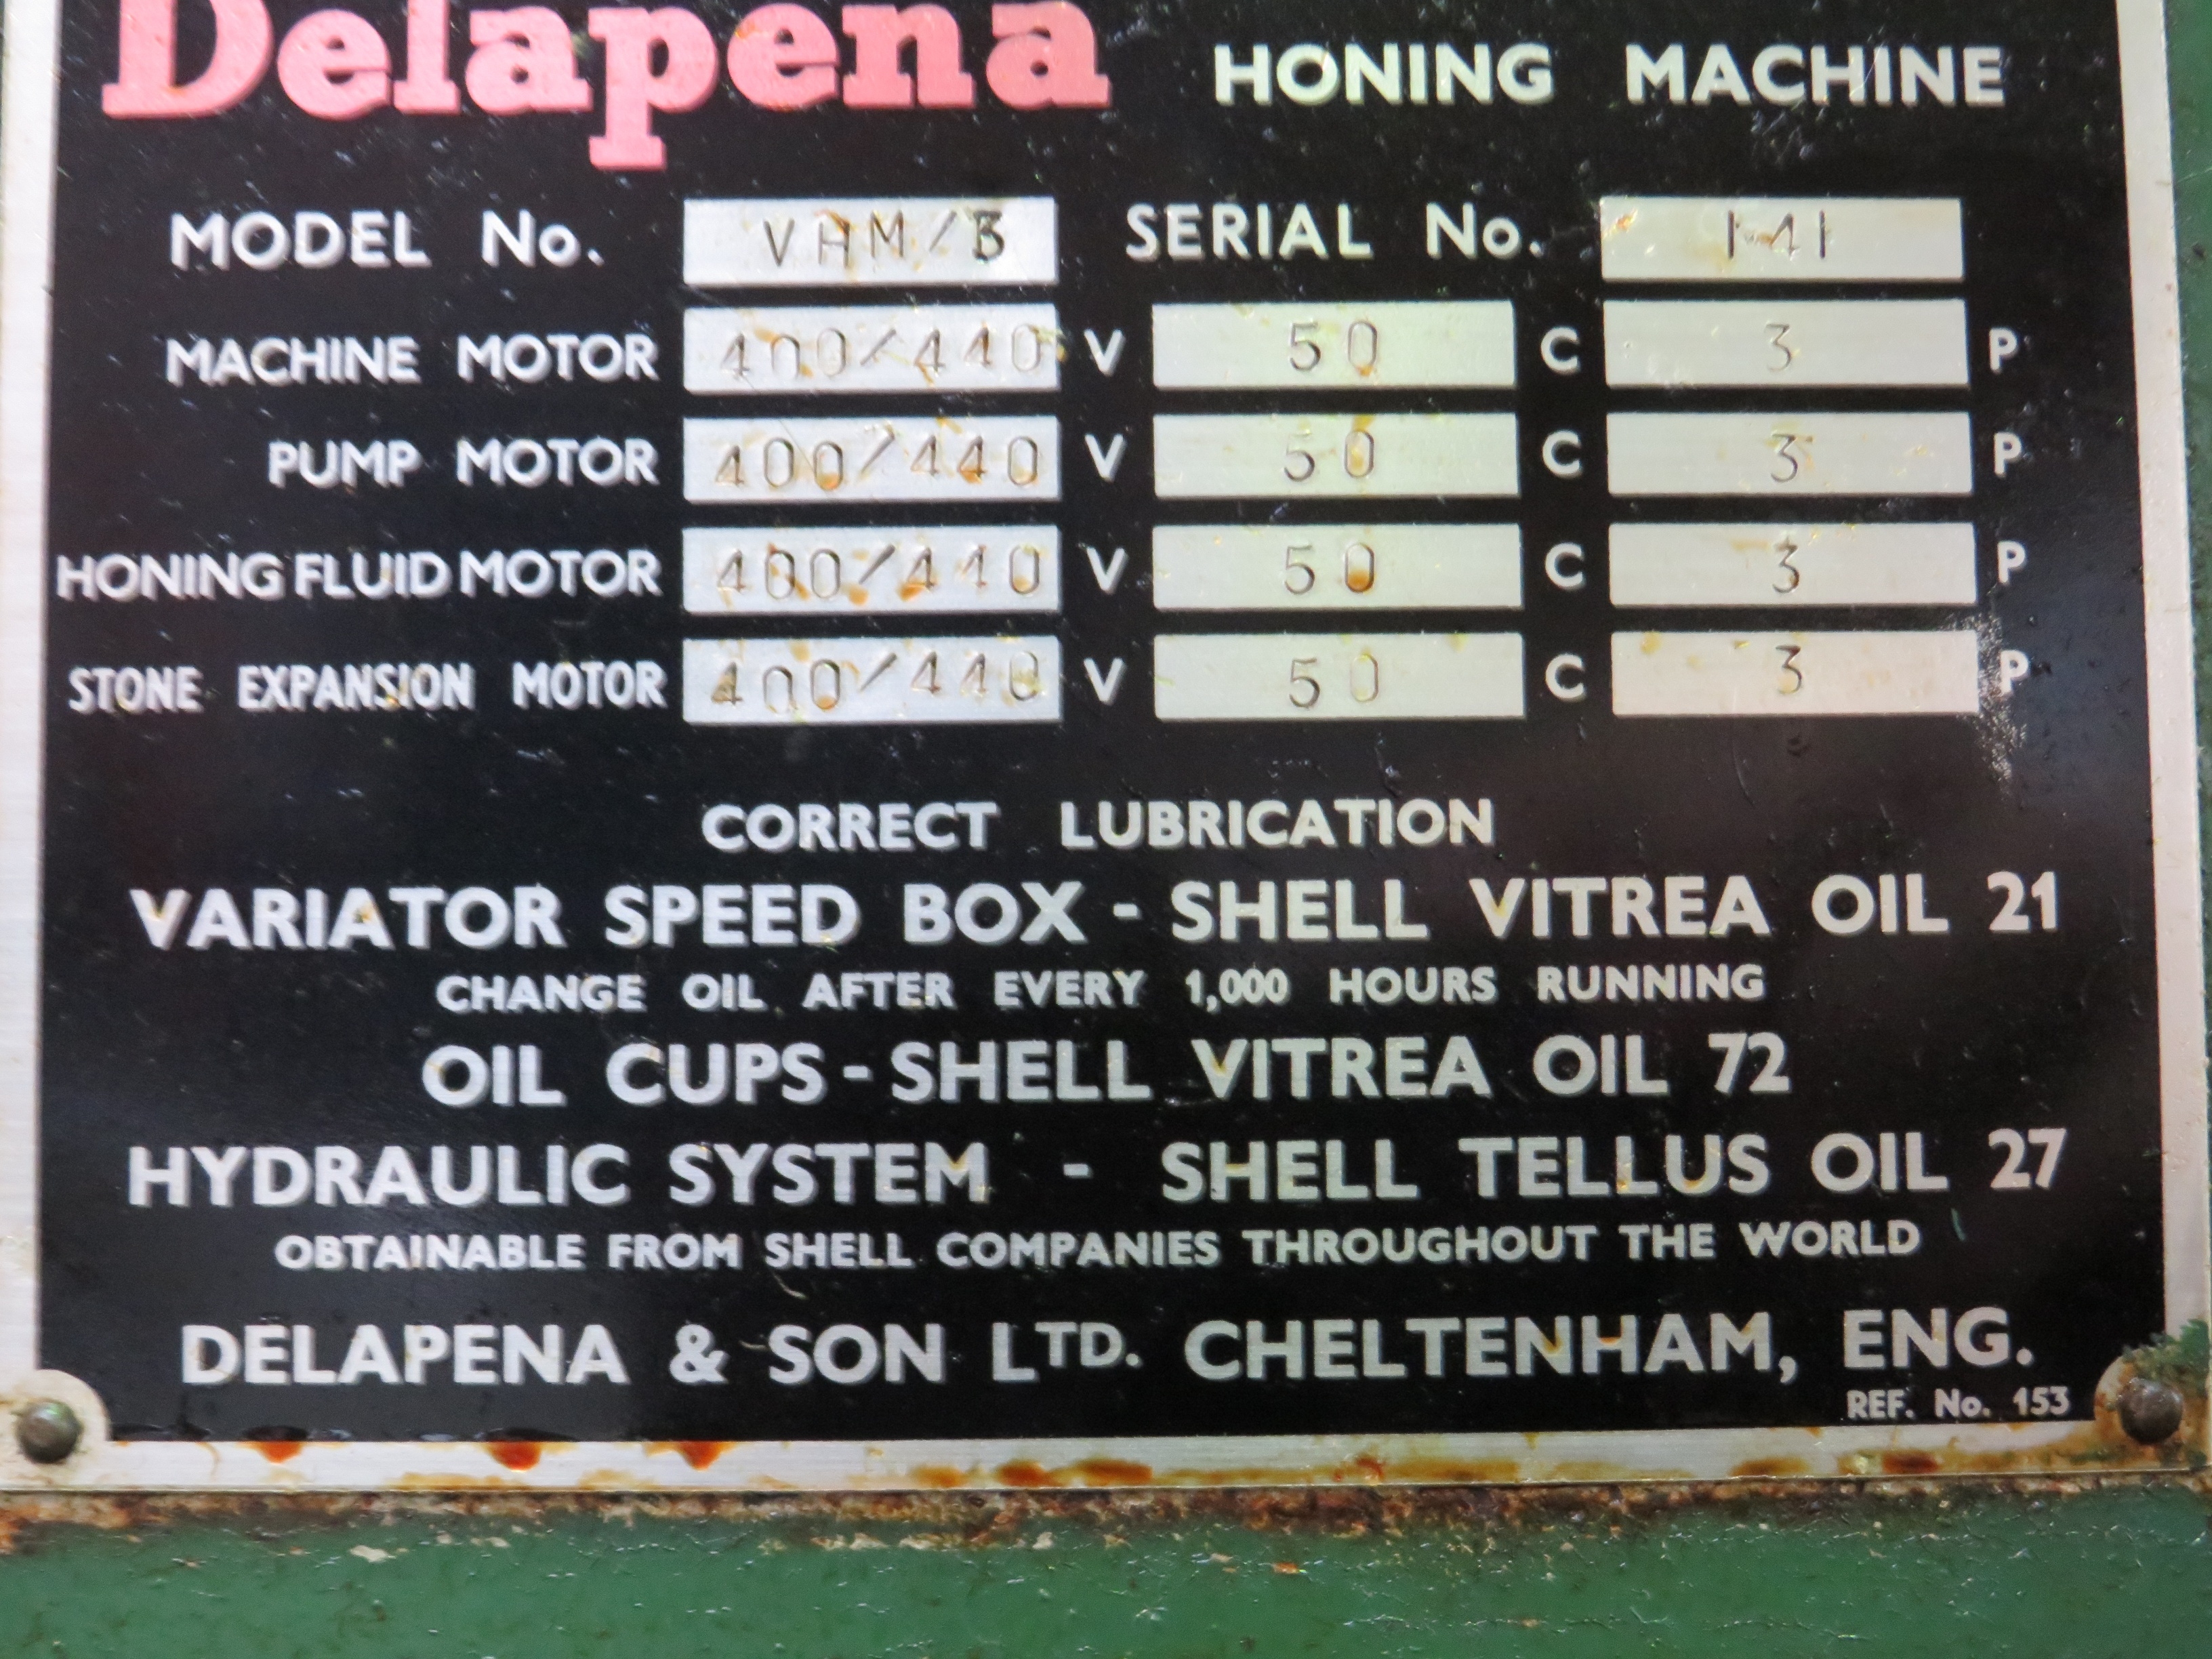 Delapena HONING MACHINE
MODEL No. VHM/B SERIAL No. 141
MACHINE MOTOR 400/440 V 50 C 3 P
PUMP MOTOR 400/440 V 50 C 3 P
HONING FLUID MOTOR 400/440 V 50 C 3 P
STONE EXPANSION MOTOR 400/440 V 50 C 3 P
CORRECT LUBRICATION
VARIATOR SPEED BOX - SHELL VITREA OIL 21
CHANGE OIL AFTER EVERY 1,000 HOURS RUNNING
OIL CUPS - SHELL VITREA OIL 72
HYDRAULIC SYSTEM - SHELL TELLUS OIL 27
OBTAINABLE FROM SHELL COMPANIES THROUGHOUT THE WORLD
DELAPENA & SON LTD. CHELTENHAM, ENG.
REF. No. 153